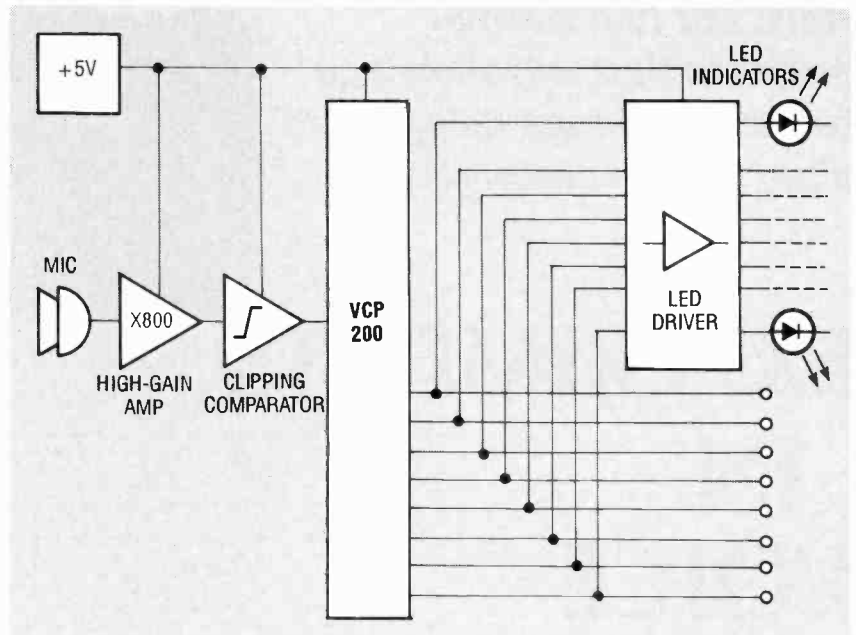 +5V
LED
INDICATORS
MIC
X800
HIGH-GAIN
AMP
CLIPPING
COMPARATOR
VCP
200
LED
DRIVER